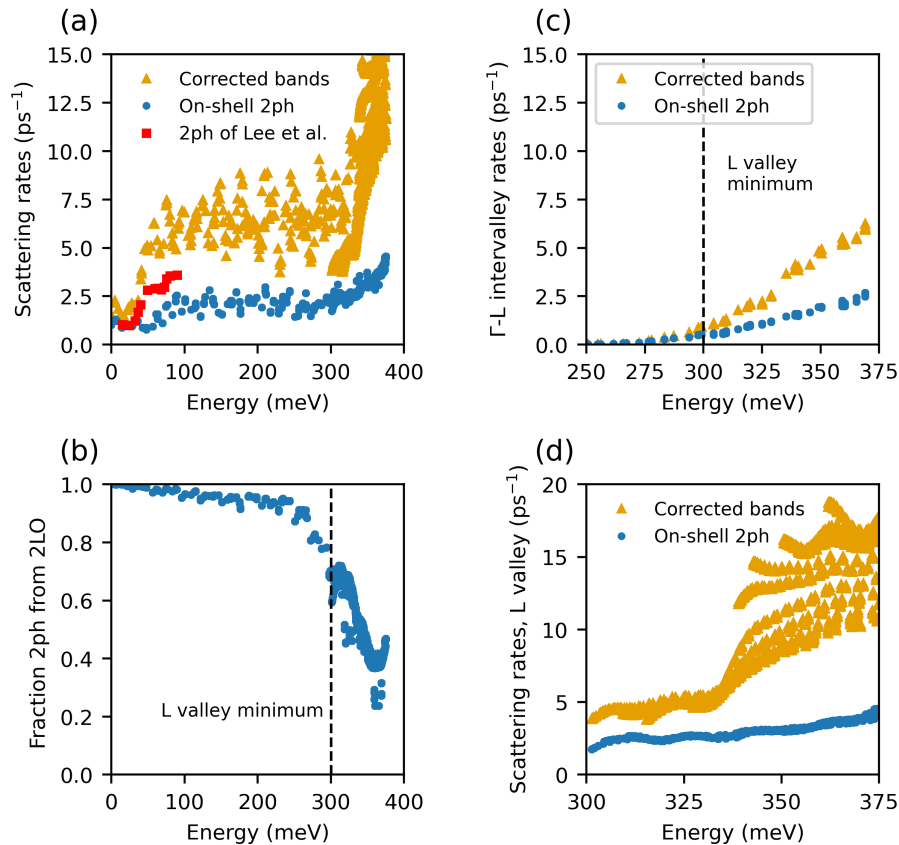 (a)
Scattering rates (ps⁻¹)
15.0
12.5
10.0
7.5
5.0
2.5
0.0
Corrected bands
On-shell 2ph
2ph of Lee et al.
0 100 200 300 400
Energy (meV)
(c)
Γ-L intervalley rates (ps⁻¹)
15.0
12.5
10.0
7.5
5.0
2.5
0.0
Corrected bands
On-shell 2ph
L valley
minimum
250 275 300 325 350 375
Energy (meV)
(b)
Fraction 2ph from 2LO
1.0
0.8
0.6
0.4
0.2
0.0
L valley minimum
0 100 200 300 400
Energy (meV)
(d)
Scattering rates, L valley (ps⁻¹)
20
15
10
5
0
Corrected bands
On-shell 2ph
300 325 350 375
Energy (meV)